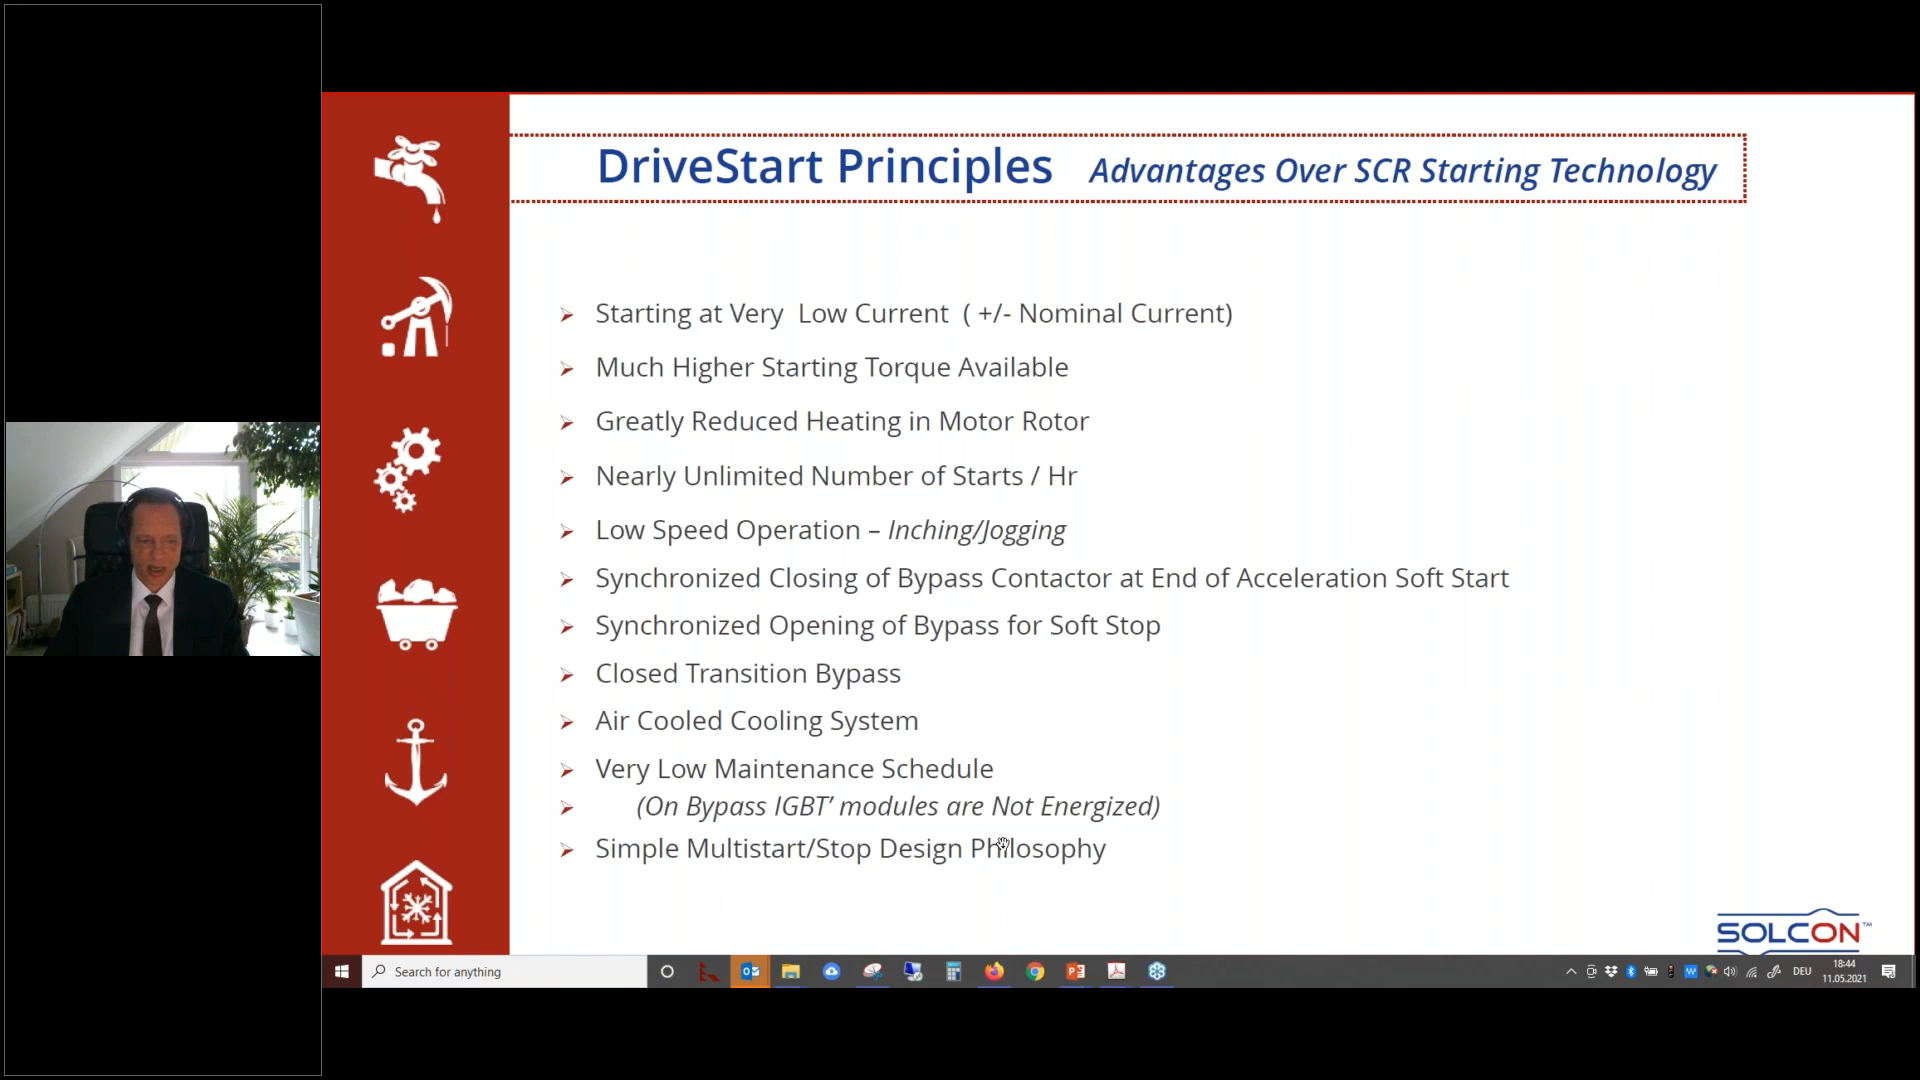 DriveStart Principles Advantages Over SCR Starting Technology
Starting at Very Low Current ( +/- Nominal Current)
Much Higher Starting Torque Available
Greatly Reduced Heating in Motor Rotor
Nearly Unlimited Number of Starts / Hr
Low Speed Operation – Inching/Jogging
Synchronized Closing of Bypass Contactor at End of Acceleration Soft Start
Synchronized Opening of Bypass for Soft Stop
Closed Transition Bypass
Air Cooled Cooling System
Very Low Maintenance Schedule
(On Bypass IGBT’ modules are Not Energized)
Simple Multistart/Stop Design Philosophy
SOLCON™
Search for anything
DEU
18:44
11.05.2021